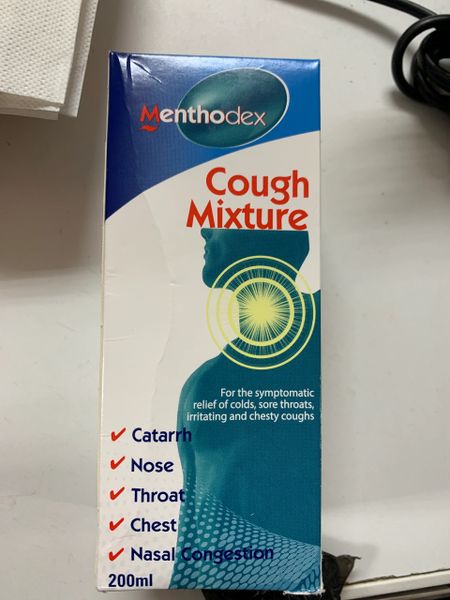 Menthodex
Cough
Mixture
For the symptomatic
relief of colds, sore throats,
irritating and chesty coughs
Catarrh
Nose
Throat
Chest
Nasal Congestion
200ml